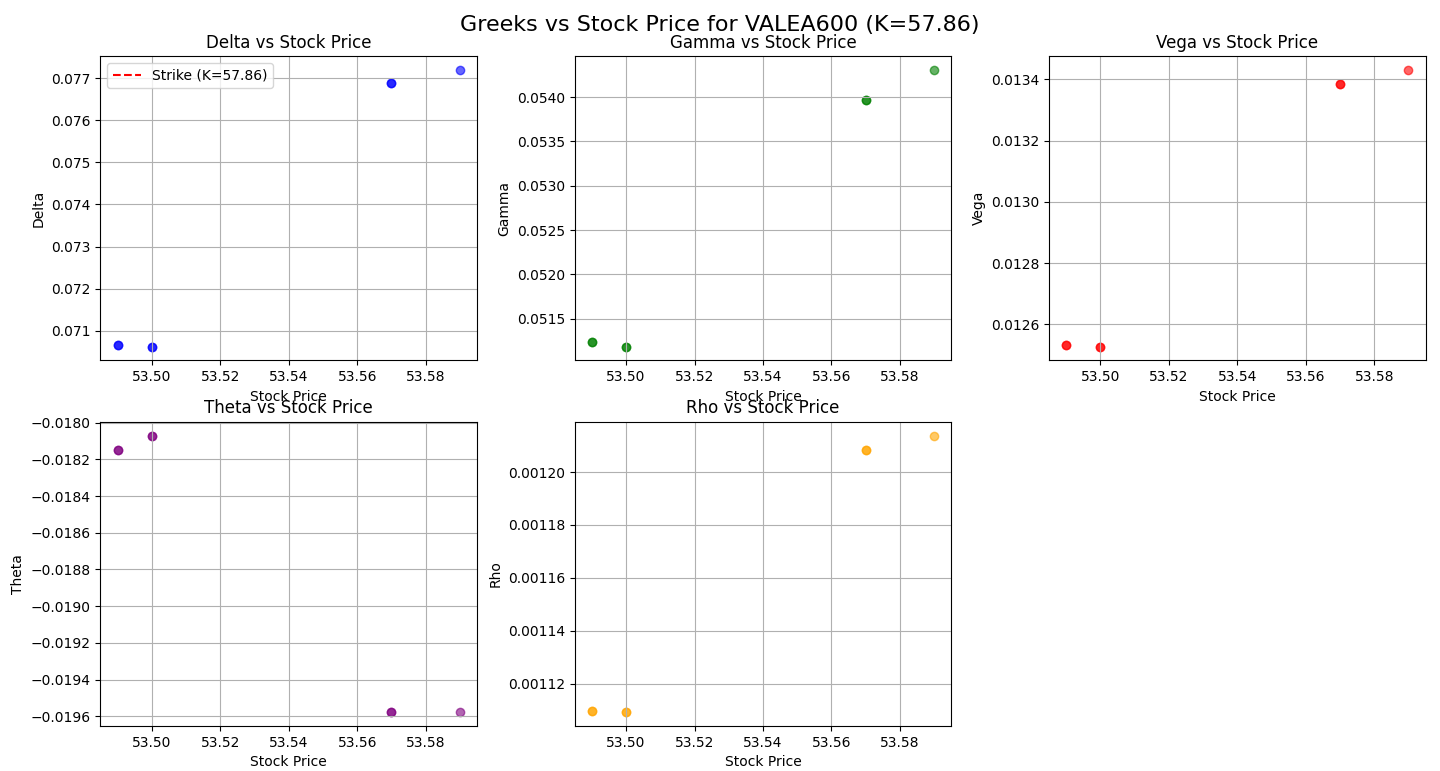 Greeks vs Stock Price for VALEA600 (K=57.86)
Delta vs Stock Price
Strike (K=57.86)
Delta
0.077
0.076
0.075
0.074
0.073
0.072
0.071
53.50 53.52 53.54 53.56 53.58
Stock Price
Gamma vs Stock Price
Gamma
0.0540
0.0535
0.0530
0.0525
0.0520
0.0515
53.50 53.52 53.54 53.56 53.58
Stock Price
Vega vs Stock Price
Vega
0.0134
0.0132
0.0130
0.0128
0.0126
53.50 53.52 53.54 53.56 53.58
Stock Price
Theta vs Stock Price
Theta
−0.0180
−0.0182
−0.0184
−0.0186
−0.0188
−0.0190
−0.0192
−0.0194
−0.0196
53.50 53.52 53.54 53.56 53.58
Stock Price
Rho vs Stock Price
Rho
0.00120
0.00118
0.00116
0.00114
0.00112
53.50 53.52 53.54 53.56 53.58
Stock Price